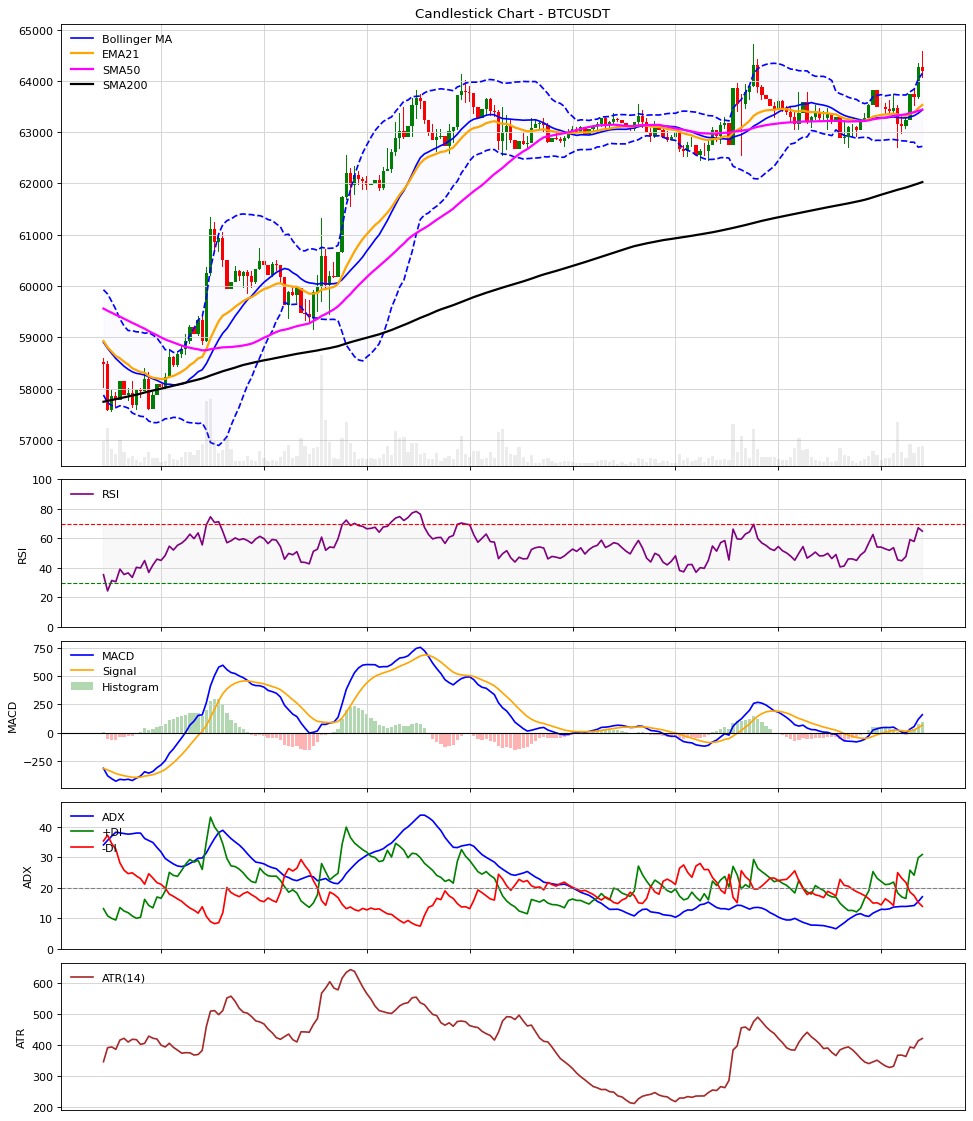 Candlestick Chart - BTCUSDT
65000
64000
63000
62000
61000
60000
59000
58000
57000
Bollinger MA
EMA21
SMA50
SMA200
100
80
60
40
20
0
RSI
RSI
750
500
250
0
−250
MACD
MACD
Signal
Histogram
40
30
20
10
0
ADX
ADX
+DI
-DI
600
500
400
300
200
ATR
ATR(14)